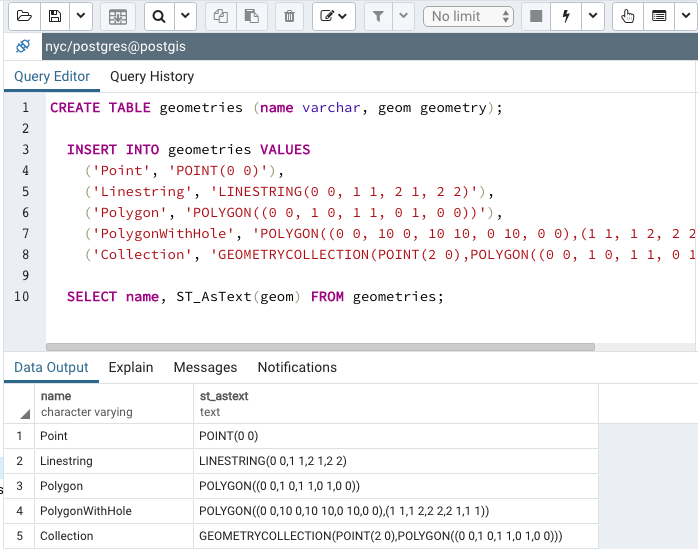 No limit
nyc/postgres@postgis
Query Editor Query History
1 CREATE TABLE geometries (name varchar, geom geometry);
2
3 INSERT INTO geometries VALUES
4 ('Point', 'POINT(0 0)'),
5 ('Linestring', 'LINESTRING(0 0, 1 1, 2 1, 2 2)'),
6 ('Polygon', 'POLYGON((0 0, 1 0, 1 1, 0 1, 0 0))'),
7 ('PolygonWithHole', 'POLYGON((0 0, 10 0, 10 10, 0 10, 0 0),(1 1, 1 2, 2 2
8 ('Collection', 'GEOMETRYCOLLECTION(POINT(2 0),POLYGON((0 0, 1 0, 1 1, 0 1
9
10 SELECT name, ST_AsText(geom) FROM geometries;
Data Output Explain Messages Notifications
name st_astext
character varying text
1 Point POINT(0 0)
2 Linestring LINESTRING(0 0,1 1,2 1,2 2)
3 Polygon POLYGON((0 0,1 0,1 1,0 1,0 0))
4 PolygonWithHole POLYGON((0 0,10 0,10 10,0 10,0 0),(1 1,1 2,2 2,2 1,1 1))
5 Collection GEOMETRYCOLLECTION(POINT(2 0),POLYGON((0 0,1 0,1 1,0 1,0 0)))